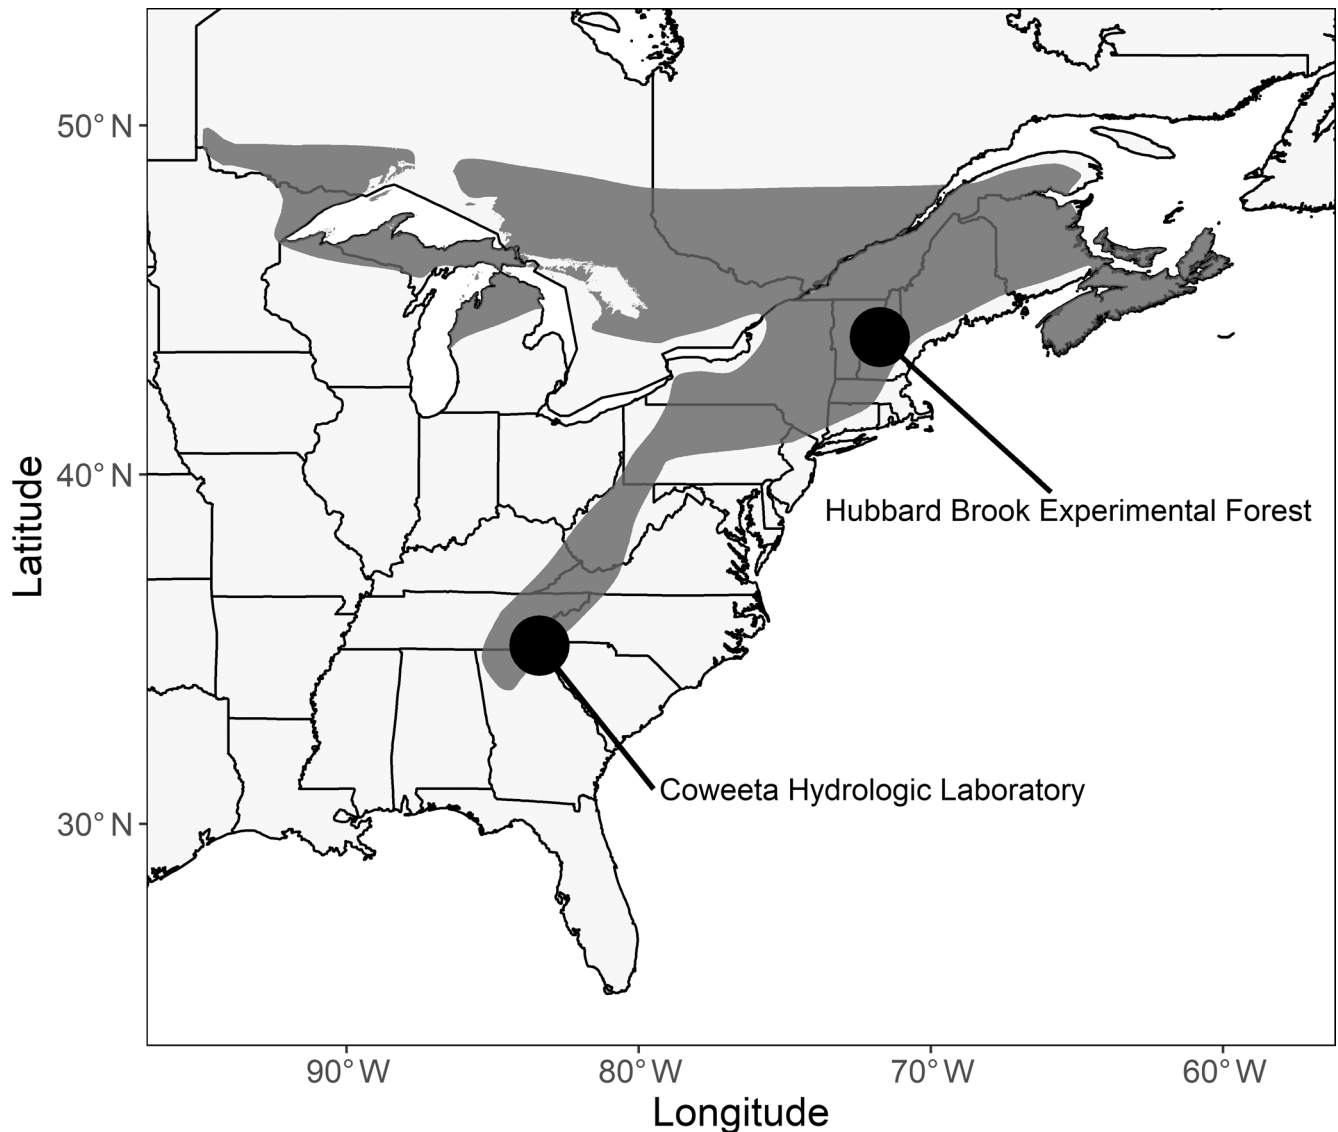 50° N
40° N
30° N
Latitude
Hubbard Brook Experimental Forest
Coweeta Hydrologic Laboratory
90° W
80° W
70° W
60° W
Longitude